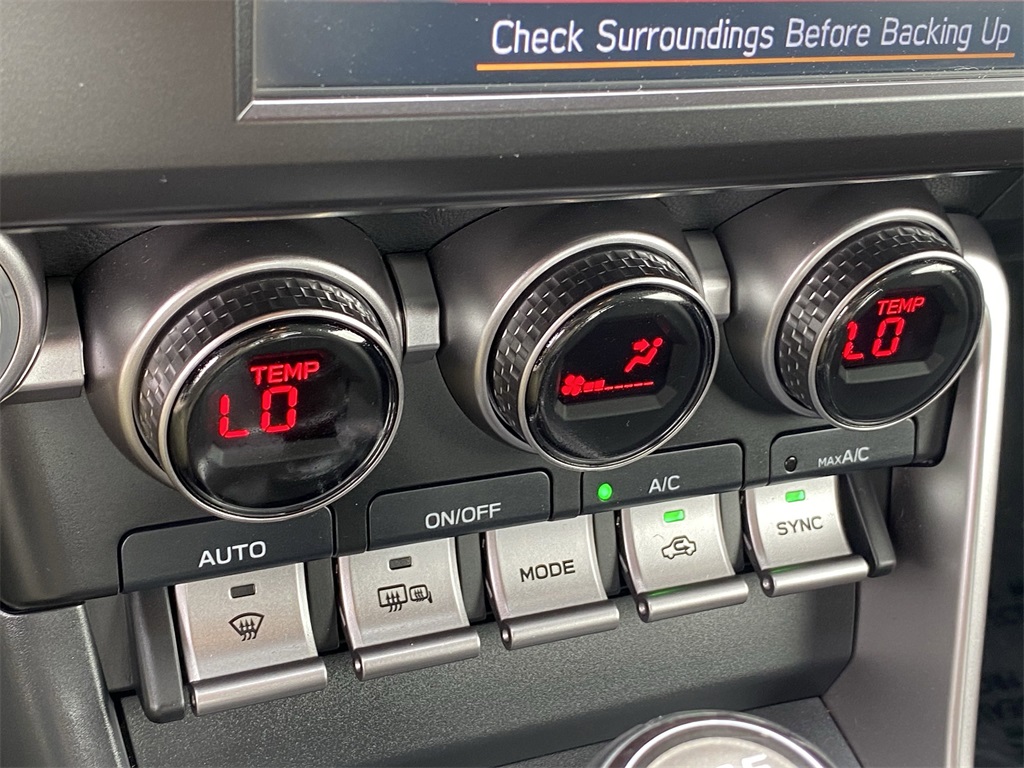 Check Surroundings Before Backing Up
TEMP
LO
TEMP
LO
AUTO
ON/OFF
A/C
MAX A/C
MODE
SYNC